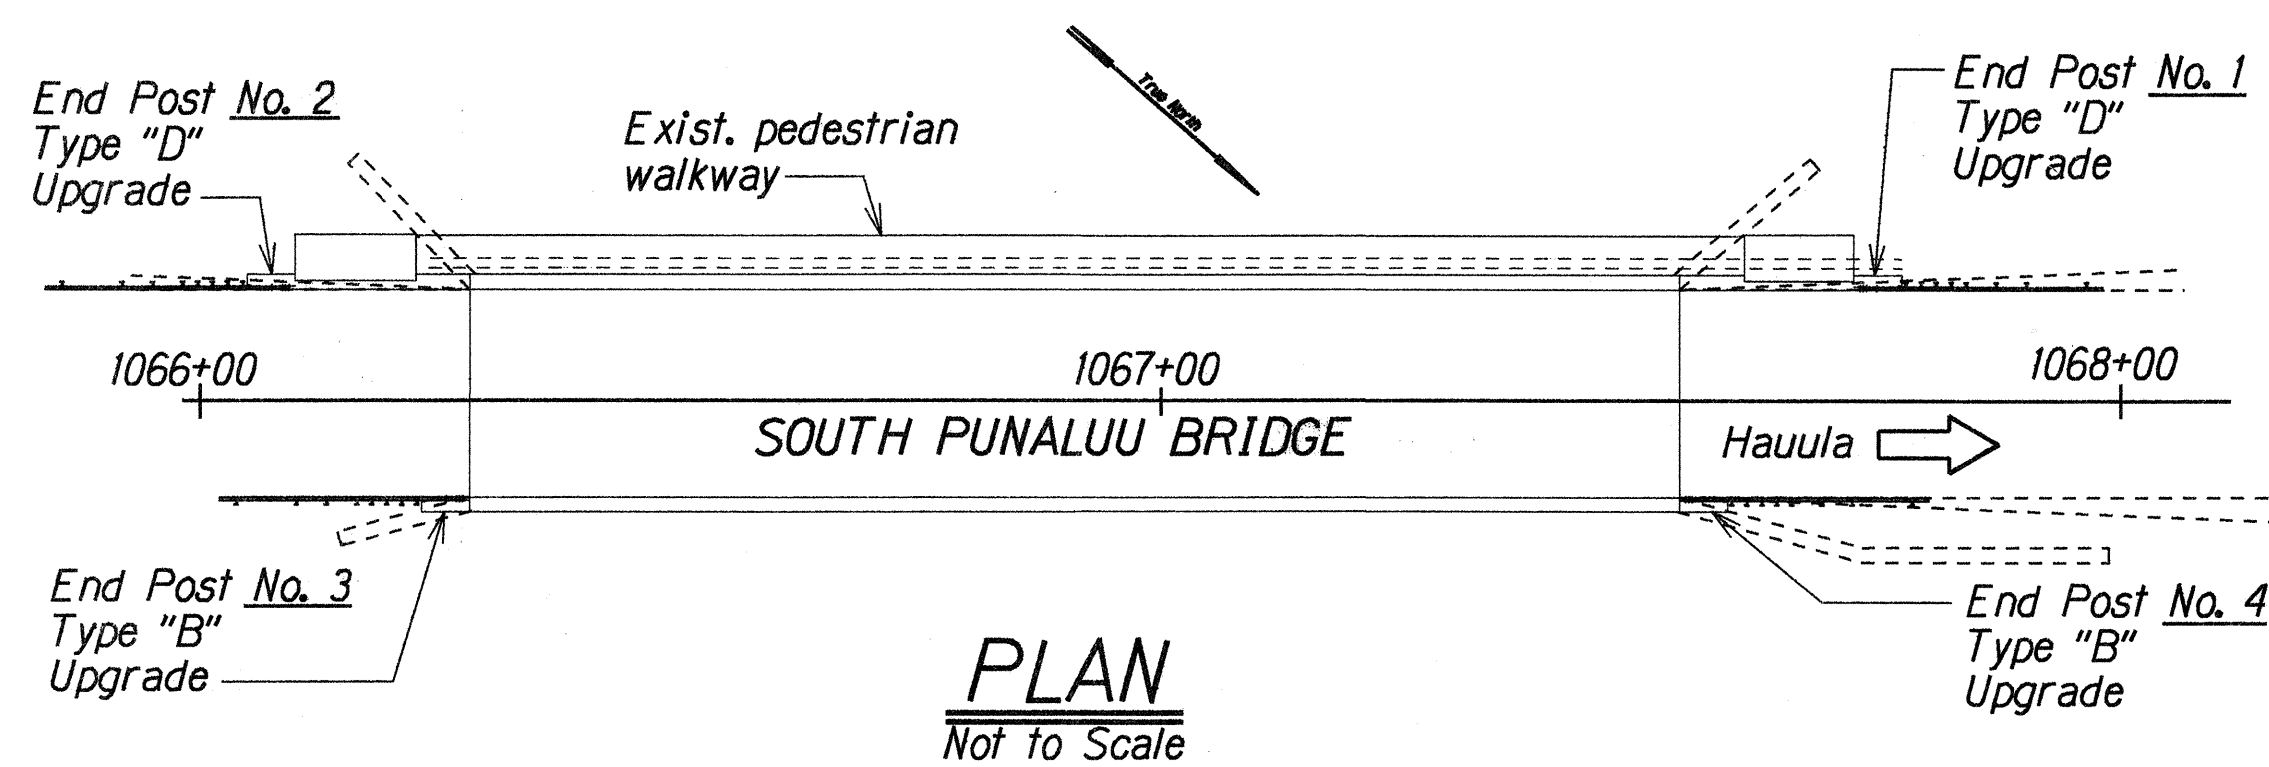 End Post No. 2
Type "D"
Upgrade
Exist. pedestrian
walkway
True North
End Post No. 1
Type "D"
Upgrade
1066+00
1067+00
1068+00
SOUTH PUNALUU BRIDGE
Hauula
End Post No. 3
Type "B"
Upgrade
End Post No. 4
Type "B"
Upgrade
PLAN
Not to Scale